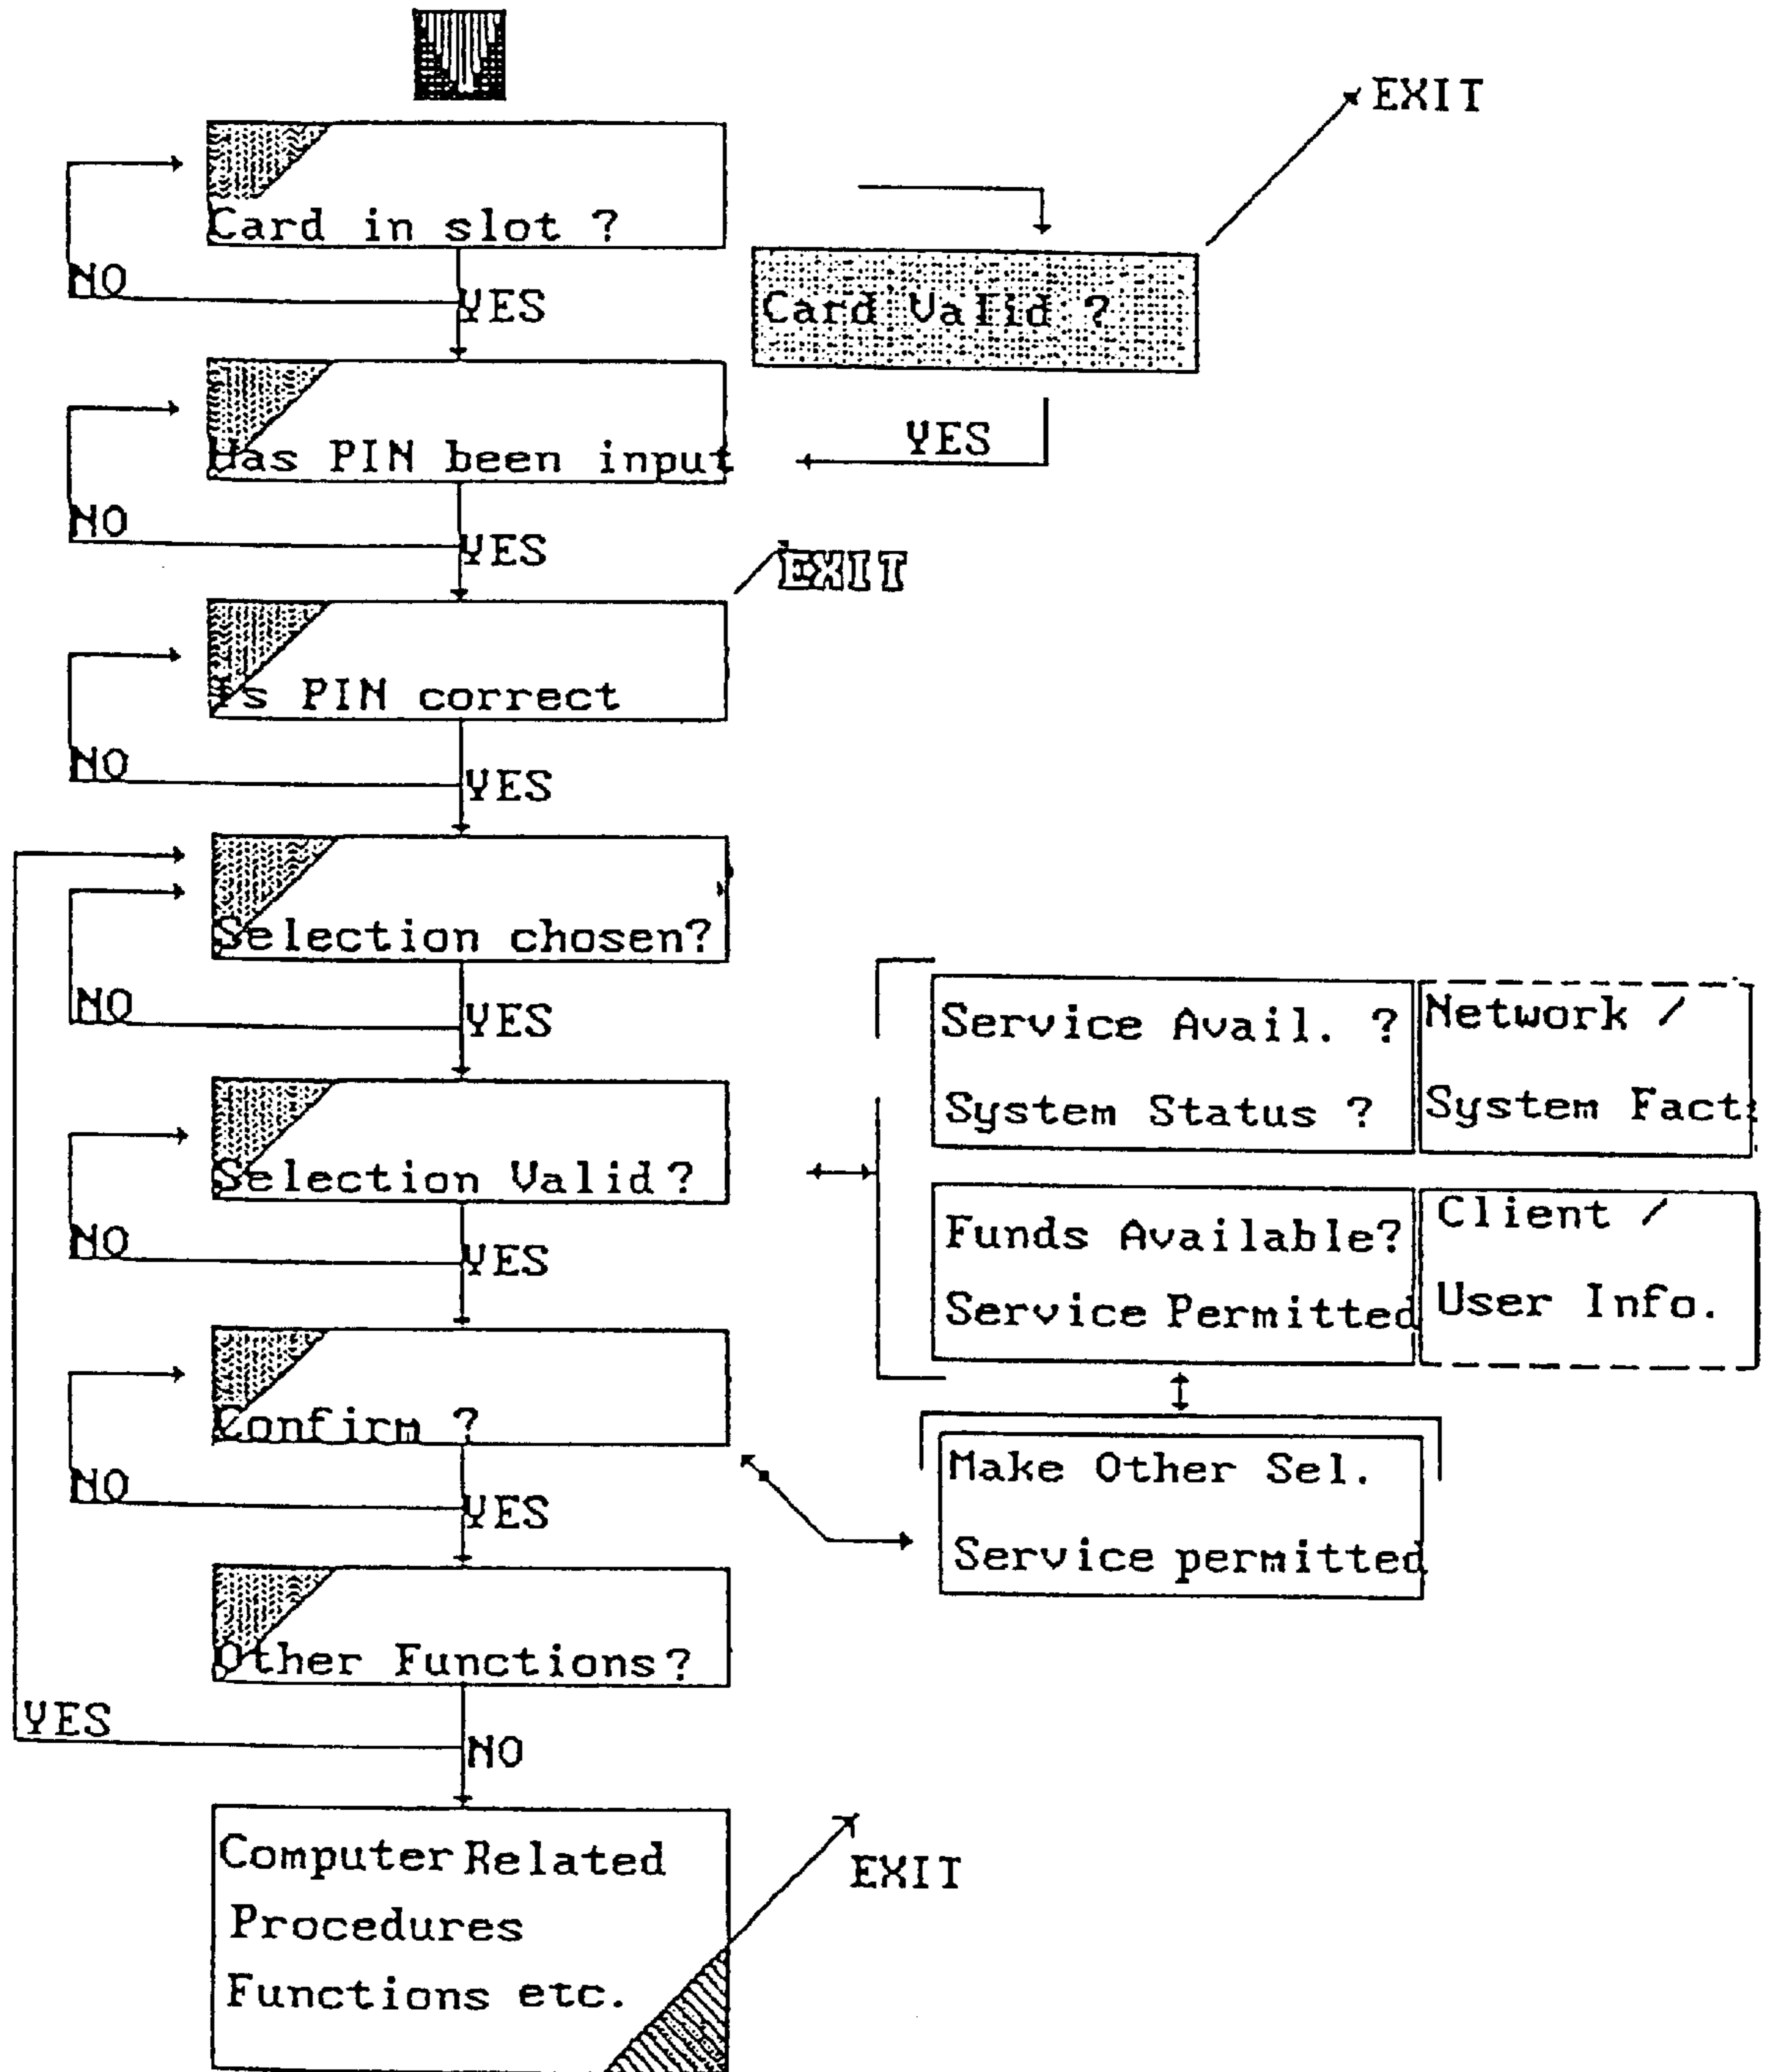 EXIT
Card in slot ?
NO
YES
Card Valid ?
Has PIN been input
YES
NO
YES
EXIT
Is PIN correct
NO
YES
Selection chosen?
NO
YES
Service Avail. ?
System Status ?
Network /
System Fact
Selection Valid ?
Funds Available?
Service Permitted
Client /
User Info.
NO
YES
Confirm ?
NO
YES
Make Other Sel.
Service permitted
Other Functions ?
YES
NO
Computer Related
Procedures
Functions etc.
EXIT